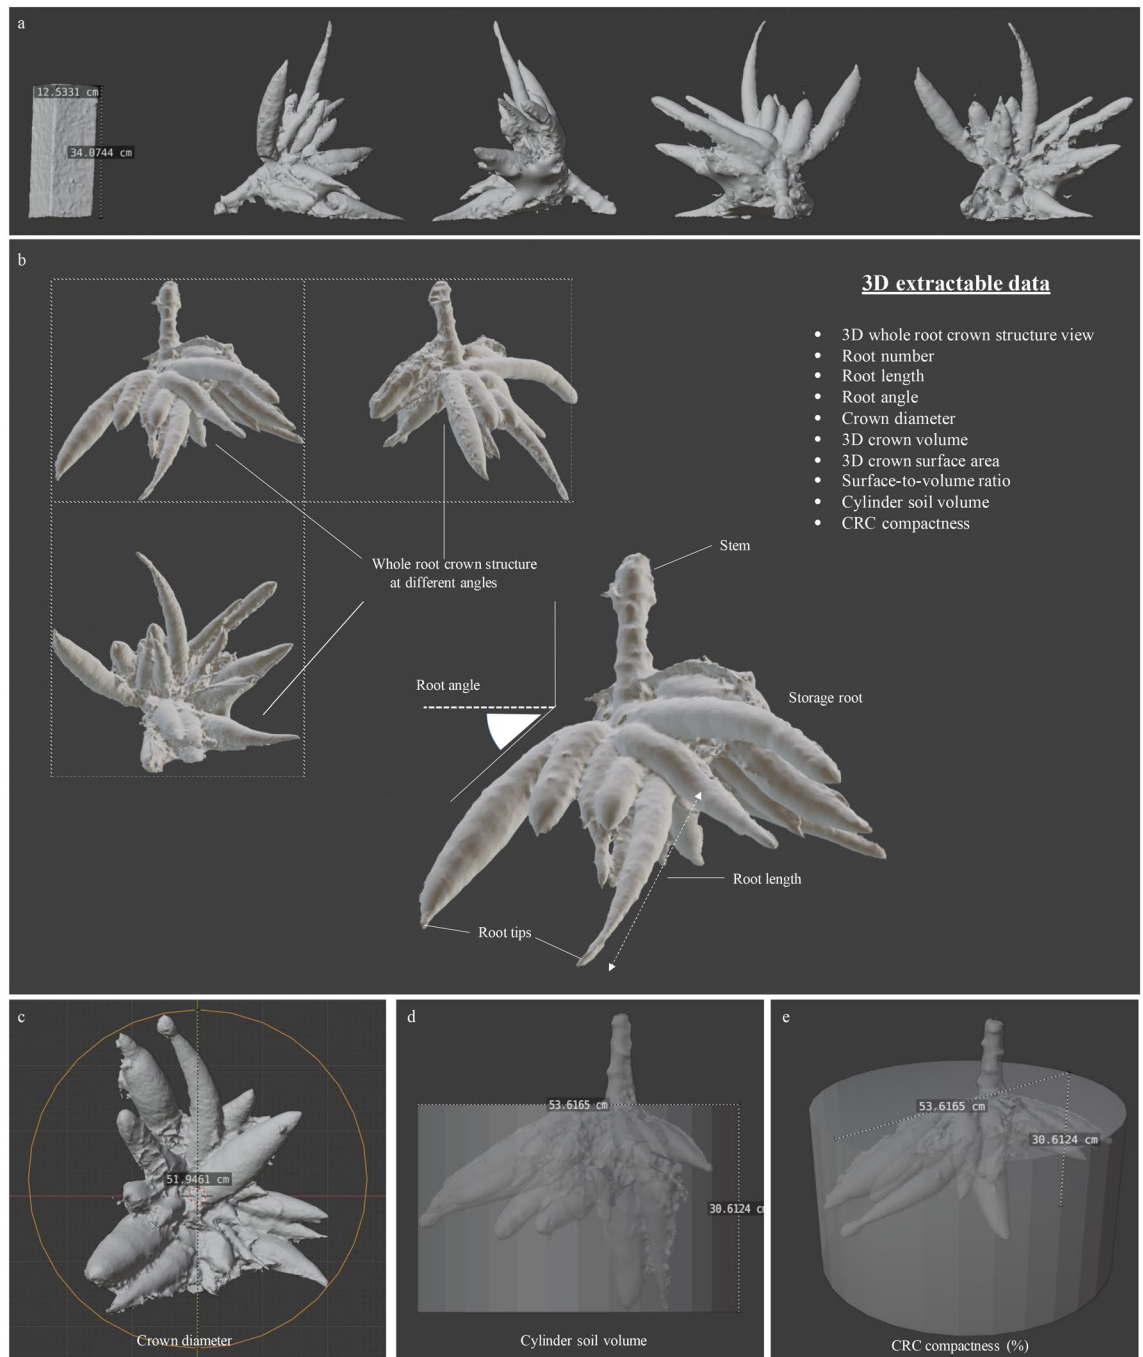 a
12.5331 cm
34.0744 cm
b
3D extractable data
• 3D whole root crown structure view
• Root number
• Root length
• Root angle
• Crown diameter
• 3D crown volume
• 3D crown surface area
• Surface-to-volume ratio
• Cylinder soil volume
• CRC compactness
Whole root crown structure
at different angles
Stem
Root angle
Storage root
Root length
Root tips
c
51.9461 cm
Crown diameter
d
53.6165 cm
30.6124 c
Cylinder soil volume
e
53.6165 cm
30.6124 cm
CRC compactness (%)